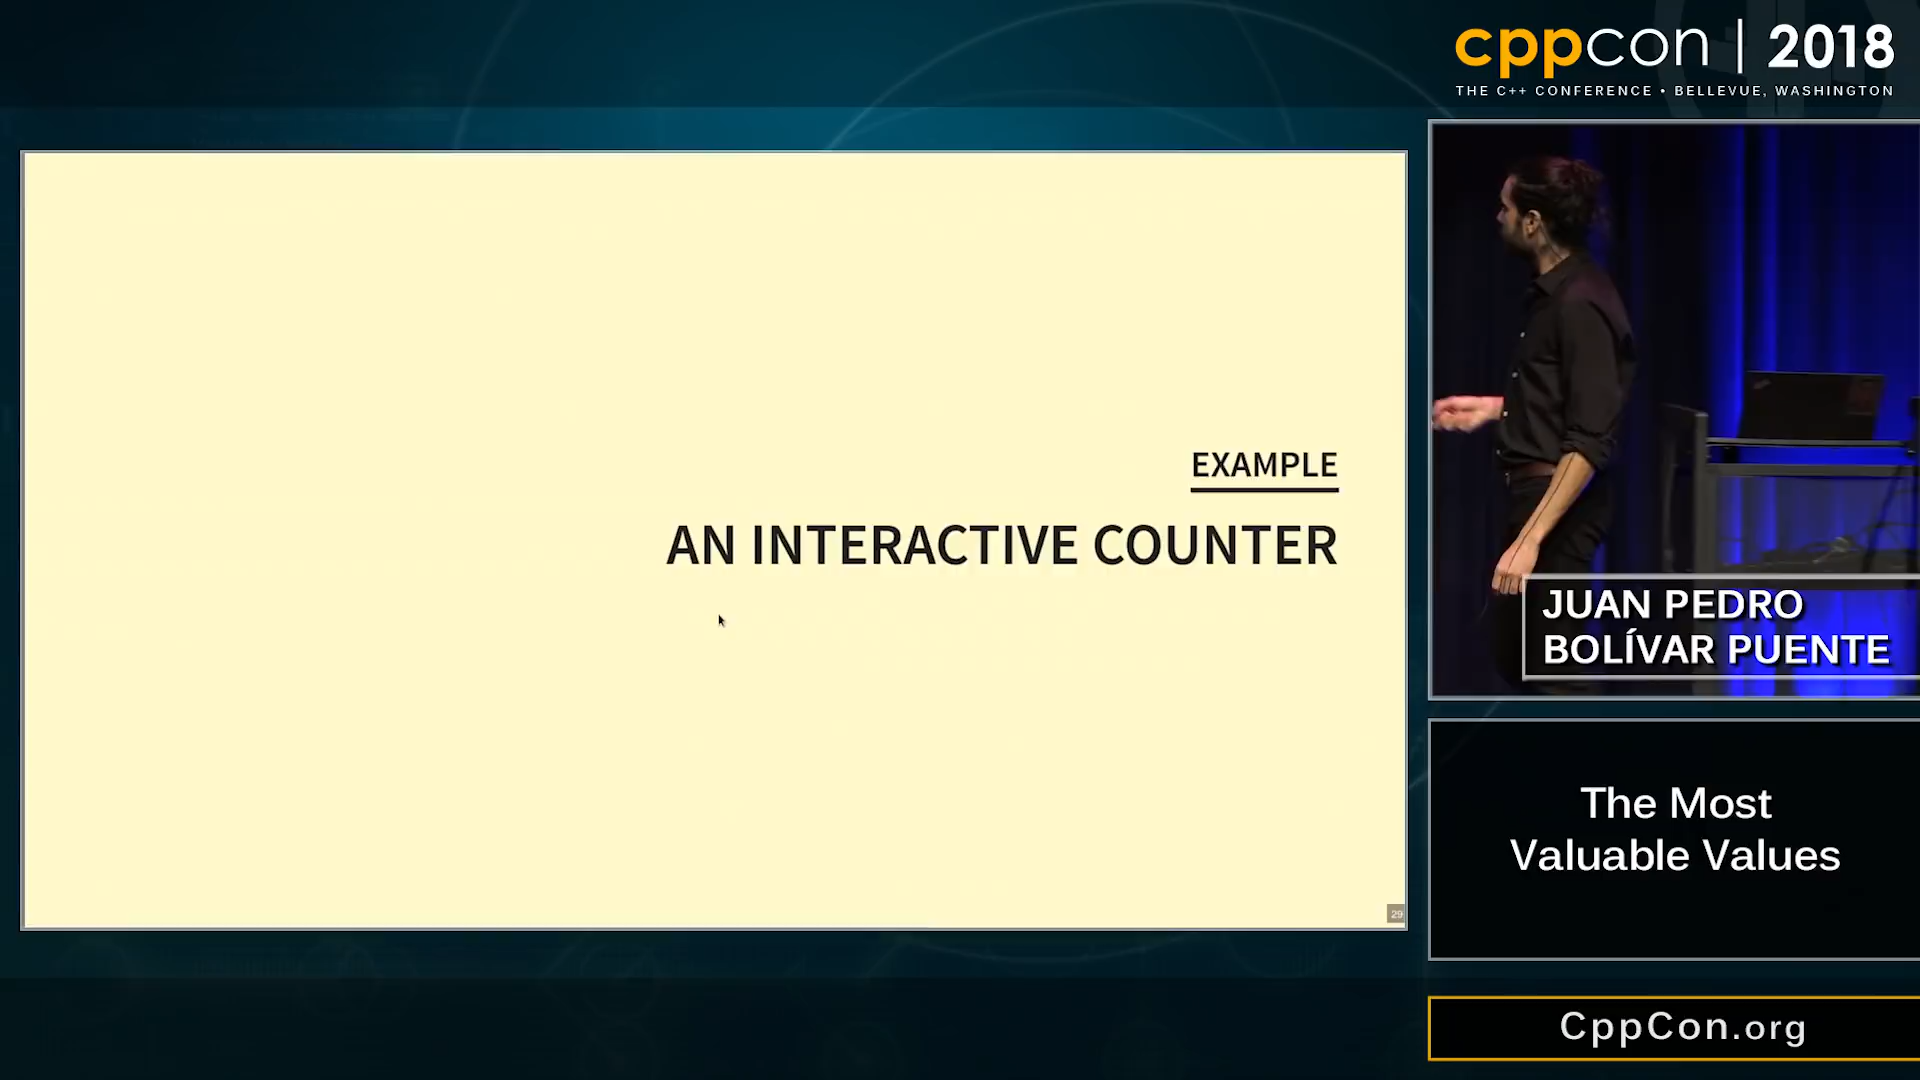 cppcon | 2018
THE C++ CONFERENCE • BELLEVUE, WASHINGTON
EXAMPLE
AN INTERACTIVE COUNTER
29
JUAN PEDRO
BOLÍVAR PUENTE
The Most
Valuable Values
CppCon.org